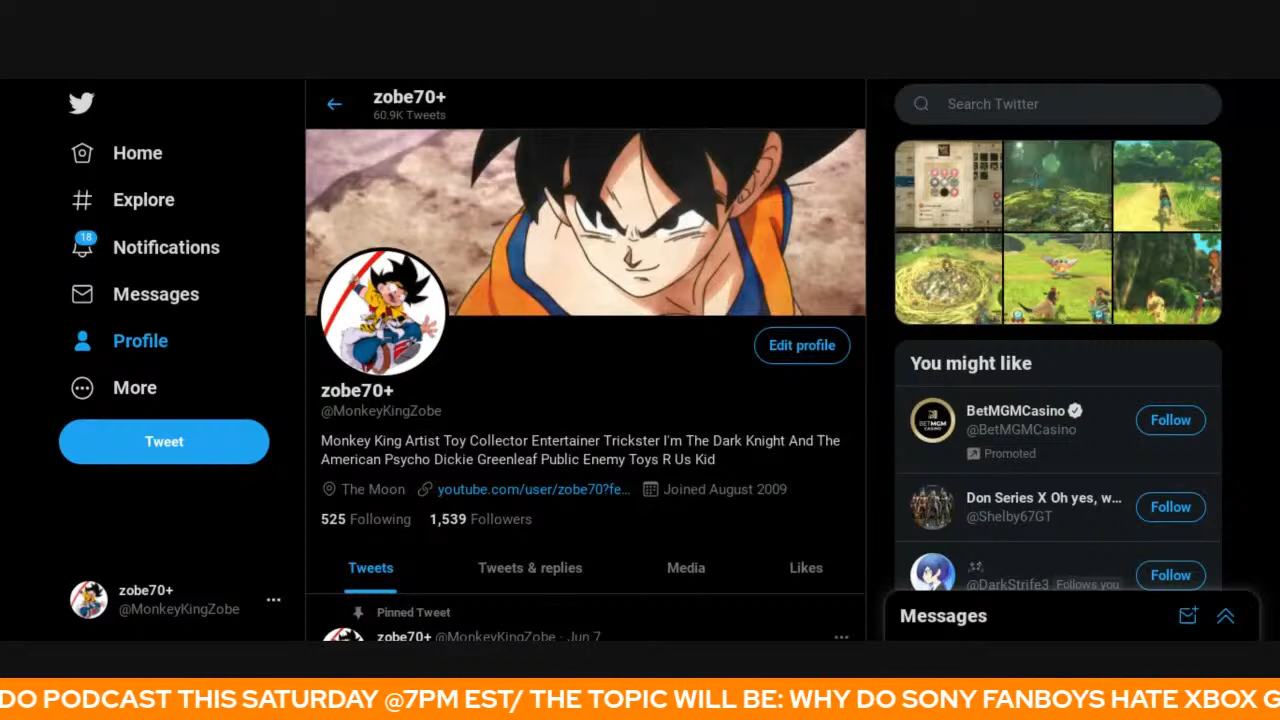 zobe70+
60.9K Tweets
Search Twitter
Home
Explore
18
Notifications
Messages
Profile
More
Tweet
zobe70+
@MonkeyKingZobe
Edit profile
zobe70+
@MonkeyKingZobe
Monkey King Artist Toy Collector Entertainer Trickster I'm The Dark Knight And The
American Psycho Dickie Greenleaf Public Enemy Toys R Us Kid
The Moon youtube.com/user/zobe70?fe... Joined August 2009
525 Following 1,539 Followers
Tweets Tweets & replies Media Likes
Pinned Tweet
zobe70+ @MonkeyKingZobe · Jun 7
You might like
BETMGM
CASINO
BetMGMCasino
@BetMGMCasino
Promoted
Follow
Don Series X Oh yes, w...
@Shelby67GT
Follow
@DarkStrife3 Follows you
Follow
Messages
DO PODCAST THIS SATURDAY @7PM EST/ THE TOPIC WILL BE: WHY DO SONY FANBOYS HATE XBOX G